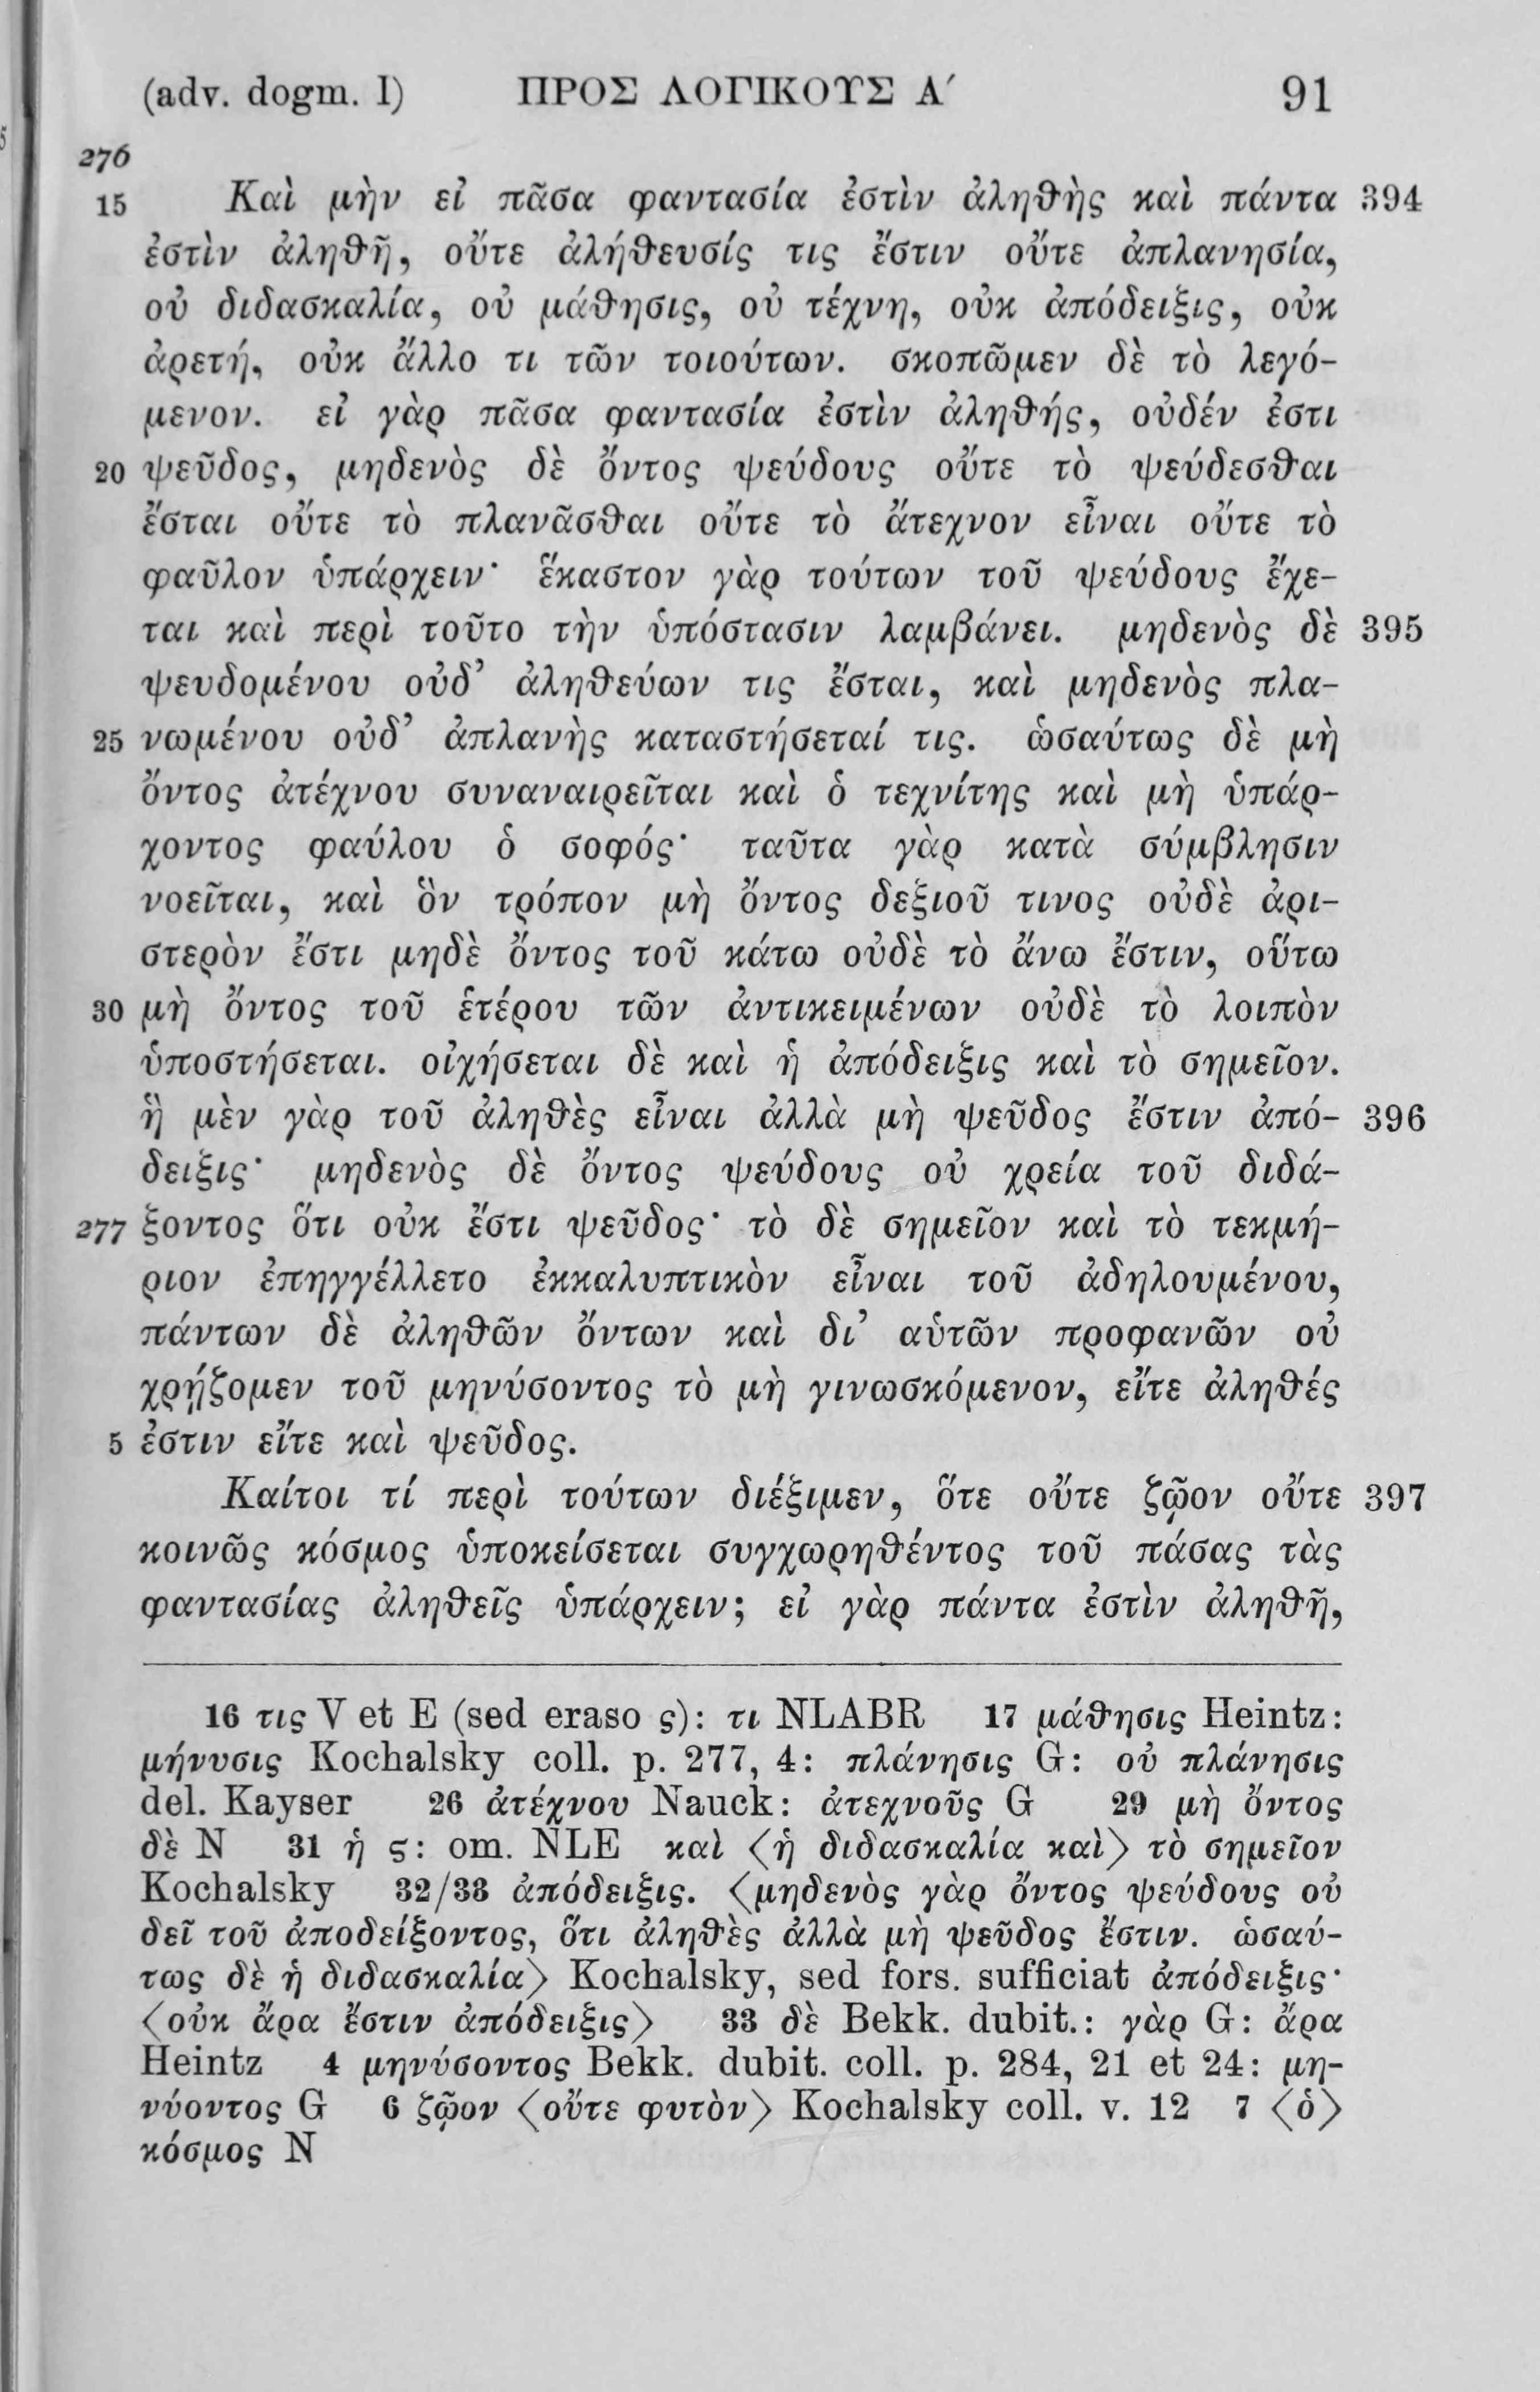 (adv. dogm. I) ΠΡΟΣ ΛΟΓΙΚΟΥΣ Α´ 91
276
15 Καὶ μὴν εἰ πᾶσα φαντασία ἐστὶν ἀληθὴς καὶ πάντα 394
ἐστὶν ἀληθῆ, οὔτε ἀλήθευσίς τις ἔστιν οὔτε ἀπλανησία,
οὐ διδασκαλία, οὐ μάθησις, οὐ τέχνη, οὐκ ἀπόδειξις, οὐκ
ἀρετή, οὐκ ἄλλο τι τῶν τοιούτων. σκοπῶμεν δὲ τὸ λεγό-
μενον. εἰ γὰρ πᾶσα φαντασία ἐστὶν ἀληθής, οὐδέν ἐστι
20 ψεῦδος, μηδενὸς δὲ ὄντος ψεύδους οὔτε τὸ ψεύδεσθαι
ἔσται οὔτε τὸ πλανᾶσθαι οὔτε τὸ ἄτεχνον εἶναι οὔτε τὸ
φαῦλον ὑπάρχειν· ἕκαστον γὰρ τούτων τοῦ ψεύδους ἔχε-
ται καὶ περὶ τοῦτο τὴν ὑπόστασιν λαμβάνει. μηδενὸς δὲ 395
ψευδομένου οὐδ’ ἀληθεύων τις ἔσται, καὶ μηδενὸς πλα-
25 νωμένου οὐδ’ ἀπλανὴς καταστήσεταί τις. ὡσαύτως δὲ μὴ
ὄντος ἀτέχνου συναναιρεῖται καὶ ὁ τεχνίτης καὶ μὴ ὑπάρ-
χοντος φαύλου ὁ σοφός· ταῦτα γὰρ κατὰ σύμβλησιν
νοεῖται, καὶ ὃν τρόπον μὴ ὄντος δεξιοῦ τινος οὐδὲ ἀρι-
στερὸν ἔστι μηδὲ ὄντος τοῦ κάτω οὐδὲ τὸ ἄνω ἔστιν, οὕτω
30 μὴ ὄντος τοῦ ἑτέρου τῶν ἀντικειμένων οὐδὲ τὸ λοιπὸν
ὑποστήσεται. οἰχήσεται δὲ καὶ ἡ ἀπόδειξις καὶ τὸ σημεῖον.
ἡ μὲν γὰρ τοῦ ἀληθὲς εἶναι ἀλλὰ μὴ ψεῦδος ἔστιν ἀπό- 396
δειξις· μηδενὸς δὲ ὄντος ψεύδους οὐ χρεία τοῦ διδά-
277 ξοντος ὅτι οὐκ ἔστι ψεῦδος· τὸ δὲ σημεῖον καὶ τὸ τεκμή-
ριον ἐπηγγέλλετο ἐκκαλυπτικὸν εἶναι τοῦ ἀδηλουμένου,
πάντων δὲ ἀληθῶν ὄντων καὶ δι’ αὑτῶν προφανῶν οὐ
χρῄζομεν τοῦ μηνύσοντος τὸ μὴ γινωσκόμενον, εἴτε ἀληθές
5 ἐστιν εἴτε καὶ ψεῦδος.
Καίτοι τί περὶ τούτων διέξιμεν, ὅτε οὔτε ζῷον οὔτε 397
κοινῶς κόσμος ὑποκείσεται συγχωρηθέντος τοῦ πάσας τὰς
φαντασίας ἀληθεῖς ὑπάρχειν; εἰ γὰρ πάντα ἐστὶν ἀληθῆ,
16 τις V et E (sed eraso ς): τι NLABR 17 μάθησις Heintz:
μήνυσις Kochalsky coll. p. 277, 4: πλάνησις G: οὐ πλάνησις
del. Kayser 26 ἀτέχνου Nauck: ἀτεχνοῦς G 29 μὴ ὄντος
δὲ N 31 ἡ ς: om. NLE καὶ ⟨ἡ διδασκαλία καὶ⟩ τὸ σημεῖον
Kochalsky 32/33 ἀπόδειξις. ⟨μηδενὸς γὰρ ὄντος ψεύδους οὐ
δεῖ τοῦ ἀποδείξοντος, ὅτι ἀληθὲς ἀλλὰ μὴ ψεῦδος ἔστιν. ὡσαύ-
τως δὲ ἡ διδασκαλία⟩ Kochalsky, sed fors. sufficiat ἀπόδειξις·
⟨οὐκ ἄρα ἔστιν ἀπόδειξις⟩ 33 δὲ Bekk. dubit.: γὰρ G: ἄρα
Heintz 4 μηνύσοντος Bekk. dubit. coll. p. 284, 21 et 24: μη-
νύοντος G 6 ζῷον ⟨οὔτε φυτὸν⟩ Kochalsky coll. v. 12 7 ⟨ὁ⟩
κόσμος N